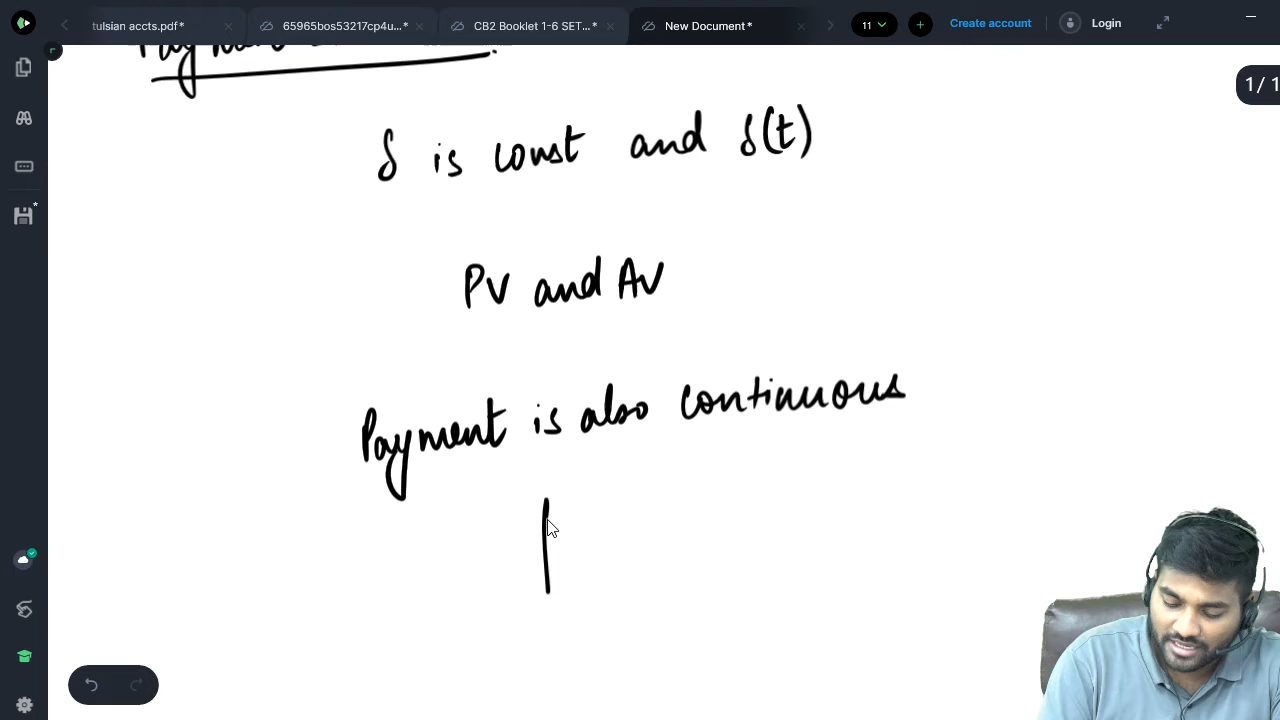 tulsian accts.pdf*
65965bos53217cp4u...*
CB2 Booklet 1-6 SET...*
New Document*
11
Create account
Login
1/1
Payment
δ is const and δ(t)
PV and AV
Payment is also continuous